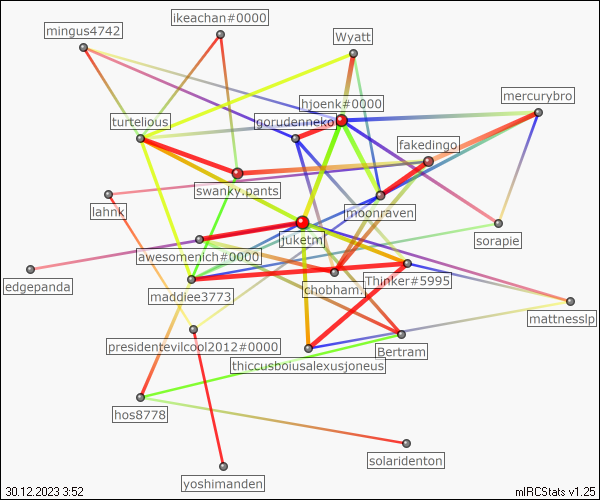 ikeachan#0000
mingus4742
Wyatt
mercurybro
hjoenk#0000
turtelious
gorudenneko
fakedingo
swanky.pants
lahnk
moonraven
sorapie
juketm
awesomenich#0000
edgepanda
Thinker#5995
chobham.
maddiee3773
mattnesslp
presidentevilcool2012#0000
Bertram
thiccusboiusalexusjoneus
hos8778
solaridenton
yoshimanden
30.12.2023 3:52
mIRCStats v1.25